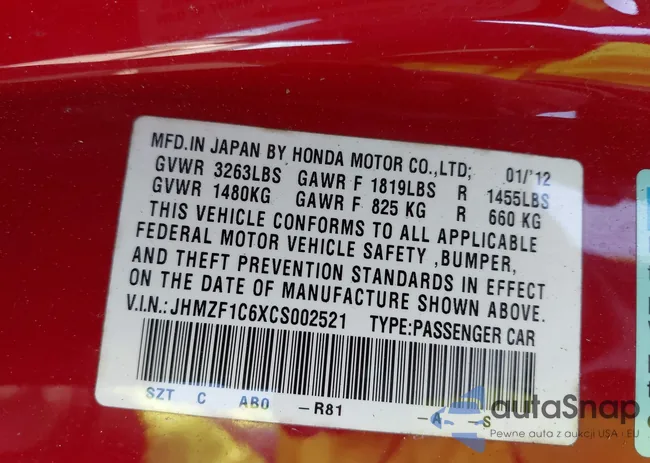 MFD.IN JAPAN BY HONDA MOTOR CO.,LTD; 01/'12
GVWR 3263LBS GAWR F 1819LBS R 1455LBS
GVWR 1480KG GAWR F 825 KG R 660 KG
THIS VEHICLE CONFORMS TO ALL APPLICABLE
FEDERAL MOTOR VEHICLE SAFETY ,BUMPER,
AND THEFT PREVENTION STANDARDS IN EFFECT
ON THE DATE OF MANUFACTURE SHOWN ABOVE.
V.I.N.:JHMZF1C6XCS002521 TYPE:PASSENGER CAR
SZT C AB0 -R81 -A -S
autaSnap
Pewne auta z aukcji USA i EU